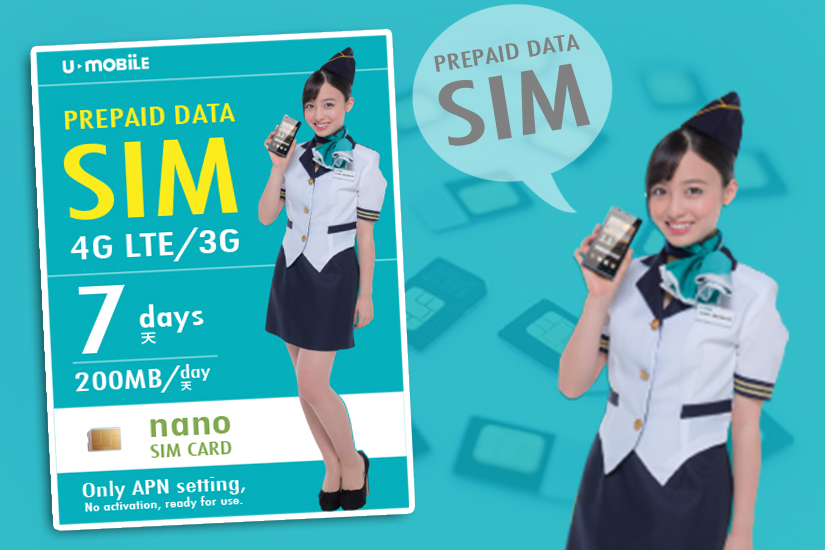 U-MOBILE
PREPAID DATA
SIM
4G LTE/3G
7 days
天
200MB/day
天
nano
SIM CARD
Only APN setting,
No activation, ready for use.
PREPAID DATA
SIM